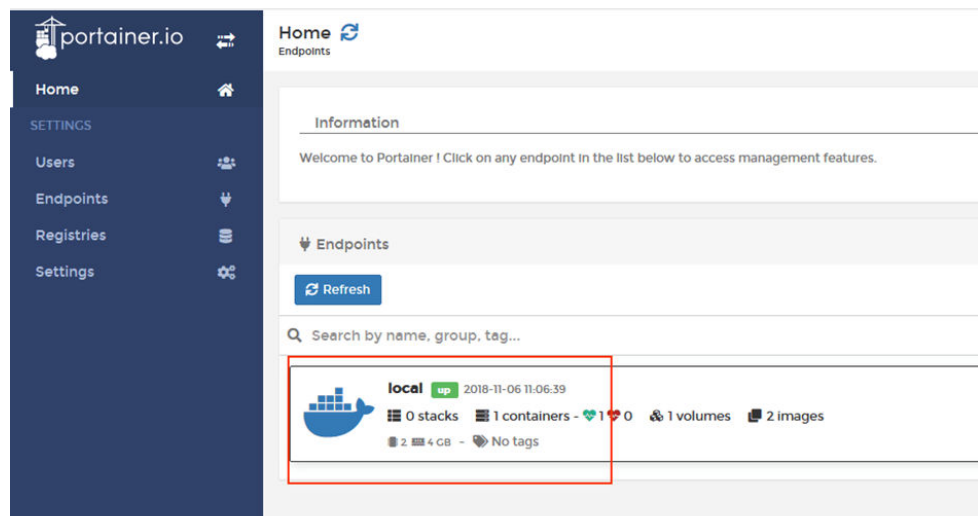 portainer.io
Home
SETTINGS
Users
Endpoints
Registries
Settings
Home
Endpoints
Information
Welcome to Portainer ! Click on any endpoint in the list below to access management features.
Endpoints
Refresh
Search by name, group, tag...
local up 2018-11-06 11:06:39
0 stacks 1 containers - 1 0 1 volumes 2 images
2 4 GB - No tags